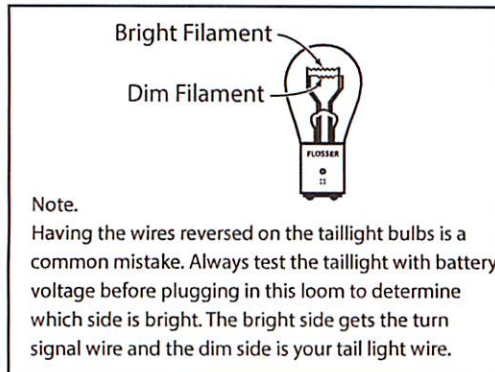 Bright Filament
Dim Filament
FLOSSER
Note.
Having the wires reversed on the taillight bulbs is a
common mistake. Always test the taillight with battery
voltage before plugging in this loom to determine
which side is bright. The bright side gets the turn
signal wire and the dim side is your tail light wire.